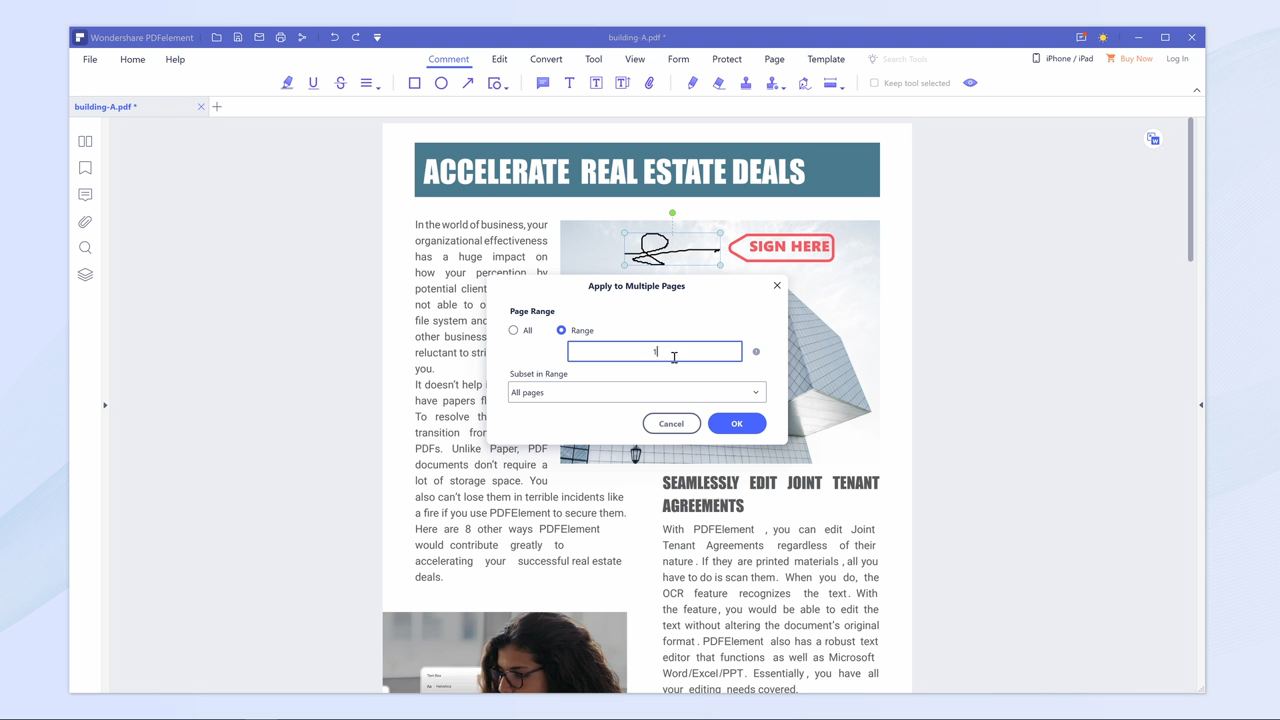 Wondershare PDFelement
building-A.pdf *
File
Home
Help
Comment
Edit
Convert
Tool
View
Form
Protect
Page
Template
Search Tools
iPhone / iPad
Buy Now
Log In
Keep tool selected
building-A.pdf *
ACCELERATE REAL ESTATE DEALS
In the world of business, your
organizational effectiveness
has a huge impact on
how your perception by
potential client
not able to o
file system and
other business
reluctant to stri
you.
It doesn't help i
have papers fl
To resolve th
transition fron
PDFs. Unlike Paper, PDF
documents don't require a
lot of storage space. You
also can't lose them in terrible incidents like
a fire if you use PDFElement to secure them.
Here are 8 other ways PDFElement
would contribute greatly to
accelerating your successful real estate
deals.
SIGN HERE
Apply to Multiple Pages
Page Range
All
Range
1
Subset in Range
All pages
Cancel
OK
SEAMLESSLY EDIT JOINT TENANT
AGREEMENTS
With PDFElement , you can edit Joint
Tenant Agreements regardless of their
nature . If they are printed materials , all you
have to do is scan them. When you do, the
OCR feature recognizes the text. With
the feature, you would be able to edit the
text without altering the document's original
format . PDFElement also has a robust text
editor that functions as well as Microsoft
Word/Excel/PPT. Essentially, you have all
your editing needs covered.
Text Box
Aa Helvetica